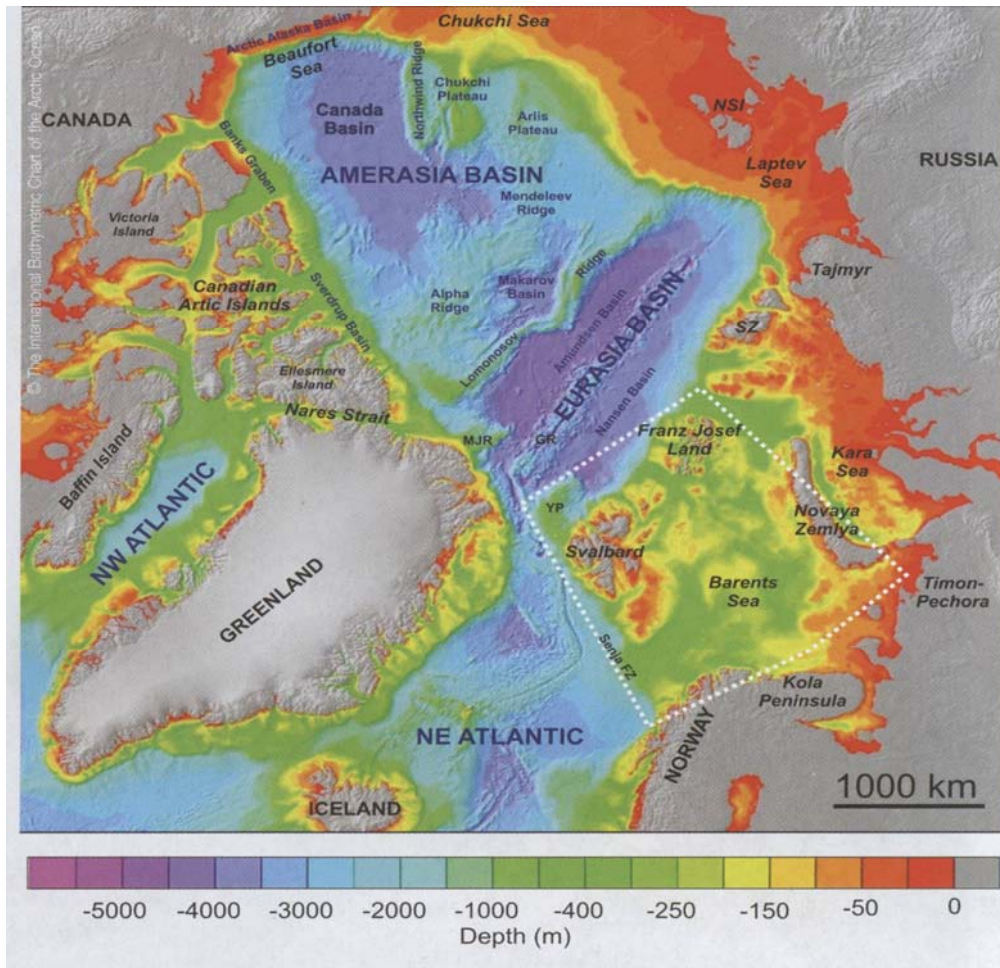 Chukchi Sea
Arctic Alaska Basin
Beaufort
Sea
Northwind Ridge
Chukchi
Plateau
Arlis
Plateau
NSI
CANADA
Canada
Basin
Banks Graben
Laptev
Sea
RUSSIA
AMERASIA BASIN
Mendeleev
Ridge
Victoria
Island
Tajmyr
Canadian
Artic Islands
Sverdrup Basin
Alpha
Ridge
Makarov
Basin
Lomonosov
Ridge
Amundsen Basin
EURASIA BASIN
Nansen Basin
SZ
Ellesmere
Island
Nares Strait
MJR
GR
Franz Josef
Land
Kara
Sea
Baffin Island
NW ATLANTIC
YP
Novaya
Zemlya
Svalbard
Barents
Sea
Timon-
Pechora
GREENLAND
Senja FZ
Kola
Peninsula
NE ATLANTIC
NORWAY
ICELAND
1000 km
© The International Bathymetric Chart of the Arctic Ocean
-5000 -4000 -3000 -2000 -1000 -400 -250 -150 -50 0
Depth (m)